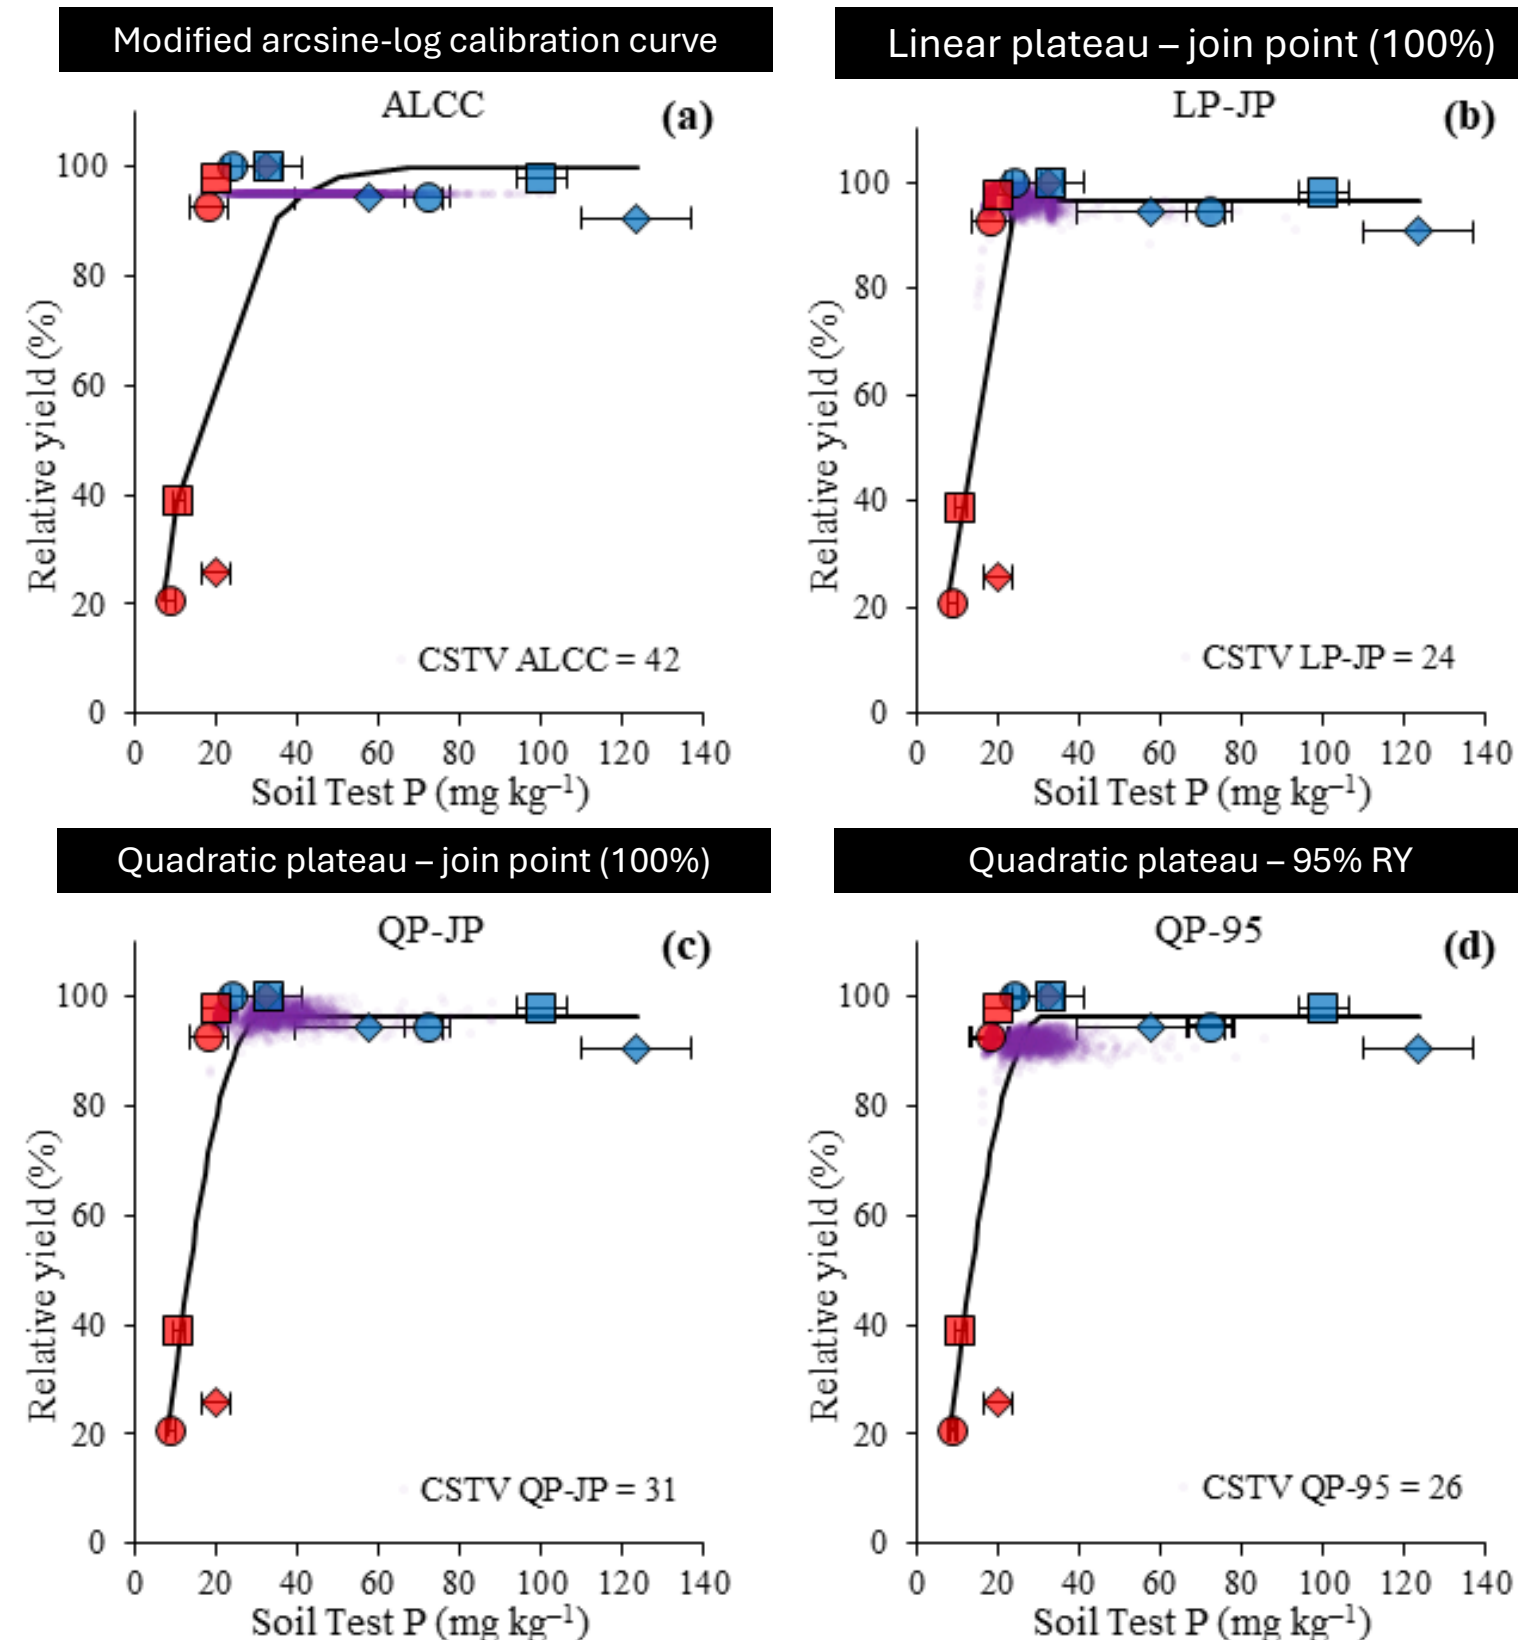 Modified arcsine-log calibration curve
ALCC
(a)
Relative yield (%)
100
80
60
40
20
0
CSTV ALCC = 42
0 20 40 60 80 100 120 140
Soil Test P (mg kg⁻¹)
Linear plateau – join point (100%)
LP-JP
(b)
Relative yield (%)
100
80
60
40
20
0
CSTV LP-JP = 24
0 20 40 60 80 100 120 140
Soil Test P (mg kg⁻¹)
Quadratic plateau – join point (100%)
QP-JP
(c)
Relative yield (%)
100
80
60
40
20
0
CSTV QP-JP = 31
0 20 40 60 80 100 120 140
Soil Test P (mg kg⁻¹)
Quadratic plateau – 95% RY
QP-95
(d)
Relative yield (%)
100
80
60
40
20
0
CSTV QP-95 = 26
0 20 40 60 80 100 120 140
Soil Test P (mg kg⁻¹)